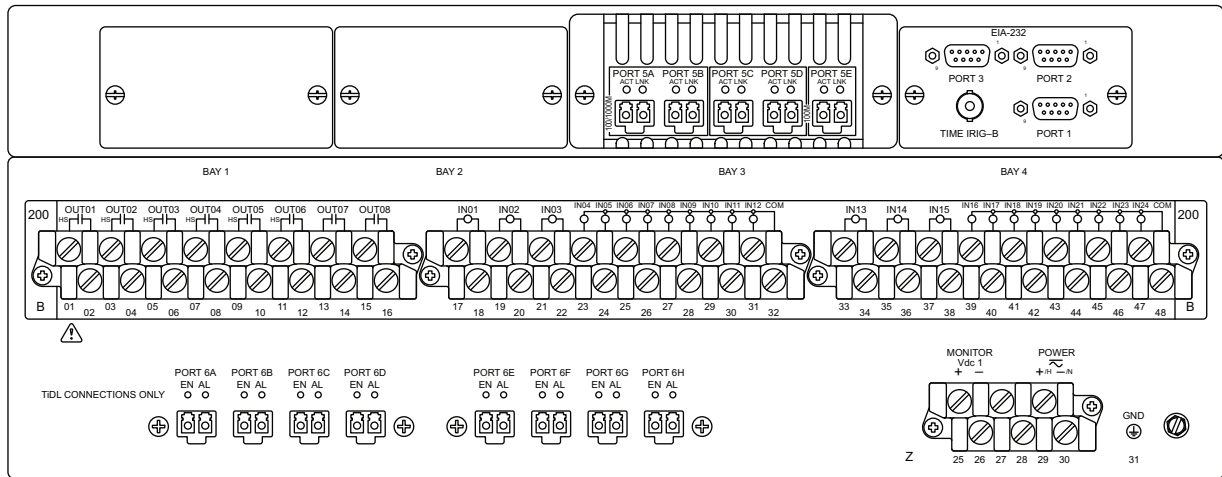 EIA-232
PORT 5A PORT 5B PORT 5C PORT 5D PORT 5E
ACT LNK ACT LNK ACT LNK ACT LNK ACT LNK
10/1000M
100M
1 1
9 9
PORT 3 PORT 2
1
9
TIME IRIG–B PORT 1
BAY 1 BAY 2 BAY 3 BAY 4
200 OUT01 OUT02 OUT03 OUT04 OUT05 OUT06 OUT07 OUT08 IN01 IN02 IN03 IN04 IN05 IN06 IN07 IN08 IN09 IN10 IN11 IN12 COM IN13 IN14 IN15 IN16 IN17 IN18 IN19 IN20 IN21 IN22 IN23 IN24 COM 200
HS HS HS HS HS HS
B 01 02 03 04 05 06 07 08 09 10 11 12 13 14 15 16 17 18 19 20 21 22 23 24 25 26 27 28 29 30 31 32 33 34 35 36 37 38 39 40 41 42 43 44 45 46 47 48 B
MONITOR POWER
Vdc 1
+ – +/H –/N
PORT 6A PORT 6B PORT 6C PORT 6D PORT 6E PORT 6F PORT 6G PORT 6H
EN AL EN AL EN AL EN AL EN AL EN AL EN AL EN AL
TiDL CONNECTIONS ONLY
GND
Z 25 26 27 28 29 30 31